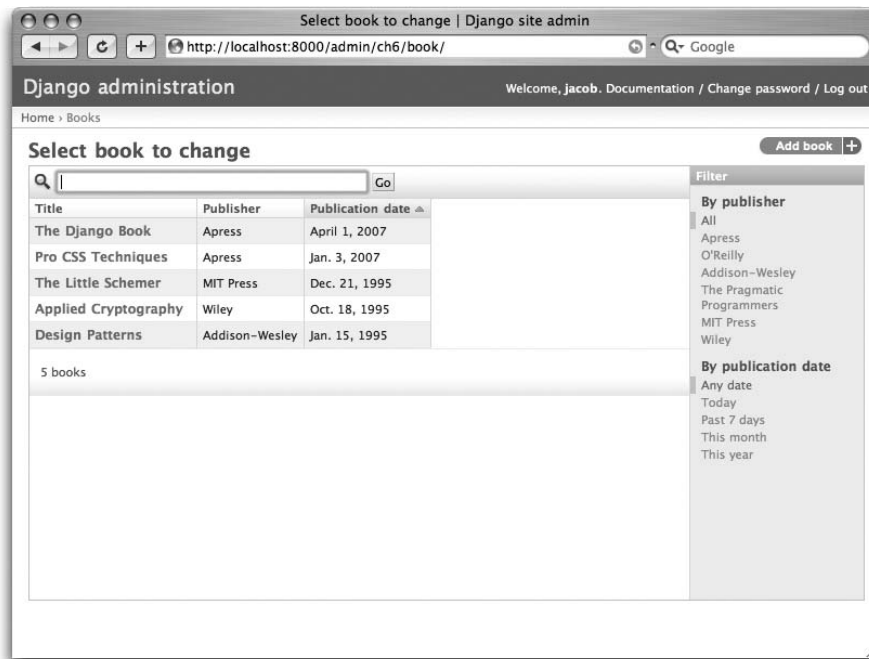 Select book to change | Django site admin
http://localhost:8000/admin/ch6/book/
Google
Django administration
Welcome, jacob. Documentation / Change password / Log out
Home › Books
Select book to change
Add book +
Go
Filter
Title Publisher Publication date
The Django Book Apress April 1, 2007
Pro CSS Techniques Apress Jan. 3, 2007
The Little Schemer MIT Press Dec. 21, 1995
Applied Cryptography Wiley Oct. 18, 1995
Design Patterns Addison-Wesley Jan. 15, 1995
5 books
By publisher
All
Apress
O'Reilly
Addison-Wesley
The Pragmatic
Programmers
MIT Press
Wiley
By publication date
Any date
Today
Past 7 days
This month
This year